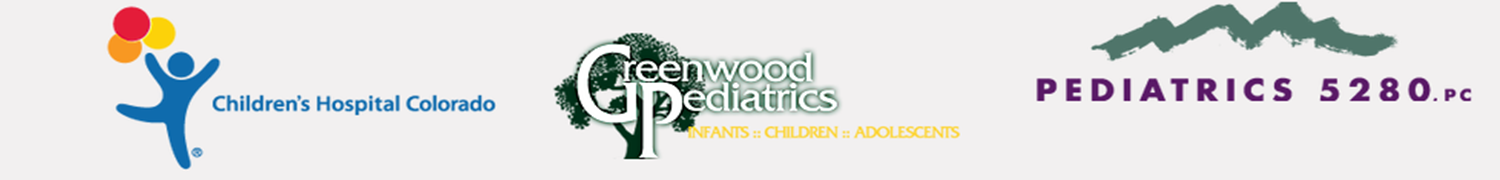 Children's Hospital Colorado
®
Greenwood
Pediatrics
INFANTS :: CHILDREN :: ADOLESCENTS
PEDIATRICS 5280.PC